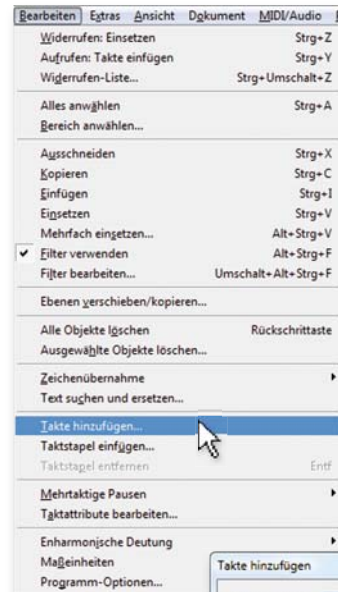 Bearbeiten Extras Ansicht Dokument MIDI/Audio
Widerrufen: Einsetzen Strg+Z
Aufrufen: Takte einfügen Strg+Y
Widerrufen-Liste... Strg+Umschalt+Z
Alles anwählen Strg+A
Bereich anwählen...
Ausschneiden Strg+X
Kopieren Strg+C
Einfügen Strg+I
Einsetzen Strg+V
Mehrfach einsetzen... Alt+Strg+V
Filter verwenden Alt+Strg+F
Filter bearbeiten... Umschalt+Alt+Strg+F
Ebenen verschieben/kopieren...
Alle Objekte löschen Rückschrittaste
Ausgewählte Objekte löschen...
Zeichenübernahme
Text suchen und ersetzen...
Takte hinzufügen...
Taktstapel einfügen...
Taktstapel entfernen Entf
Mehrtaktige Pausen
Taktattribute bearbeiten...
Enharmonische Deutung
Maßeinheiten Takte hinzufügen
Programm-Optionen...